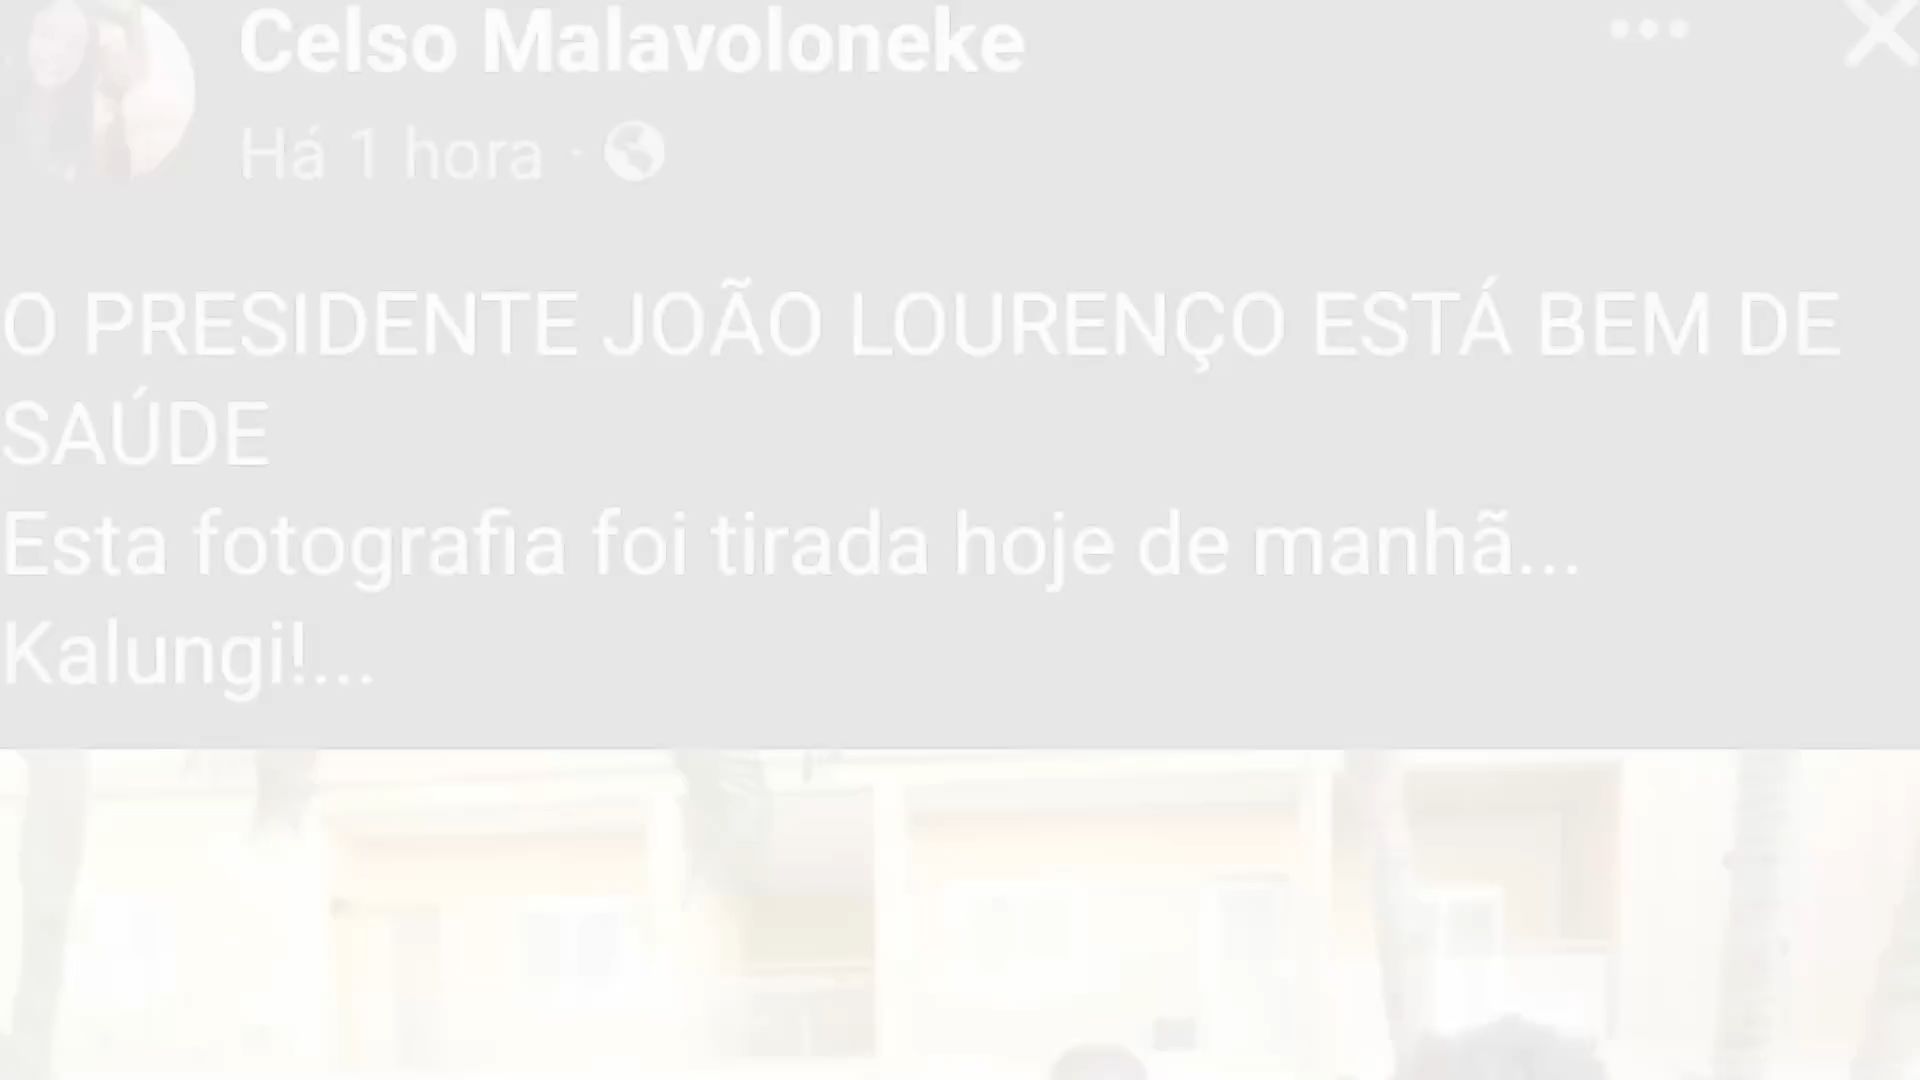 Celso Malavoloneke
Há 1 hora ·
O PRESIDENTE JOÃO LOURENÇO ESTÁ BEM DE
SAÚDE
Esta fotografia foi tirada hoje de manhã...
Kalungi!...